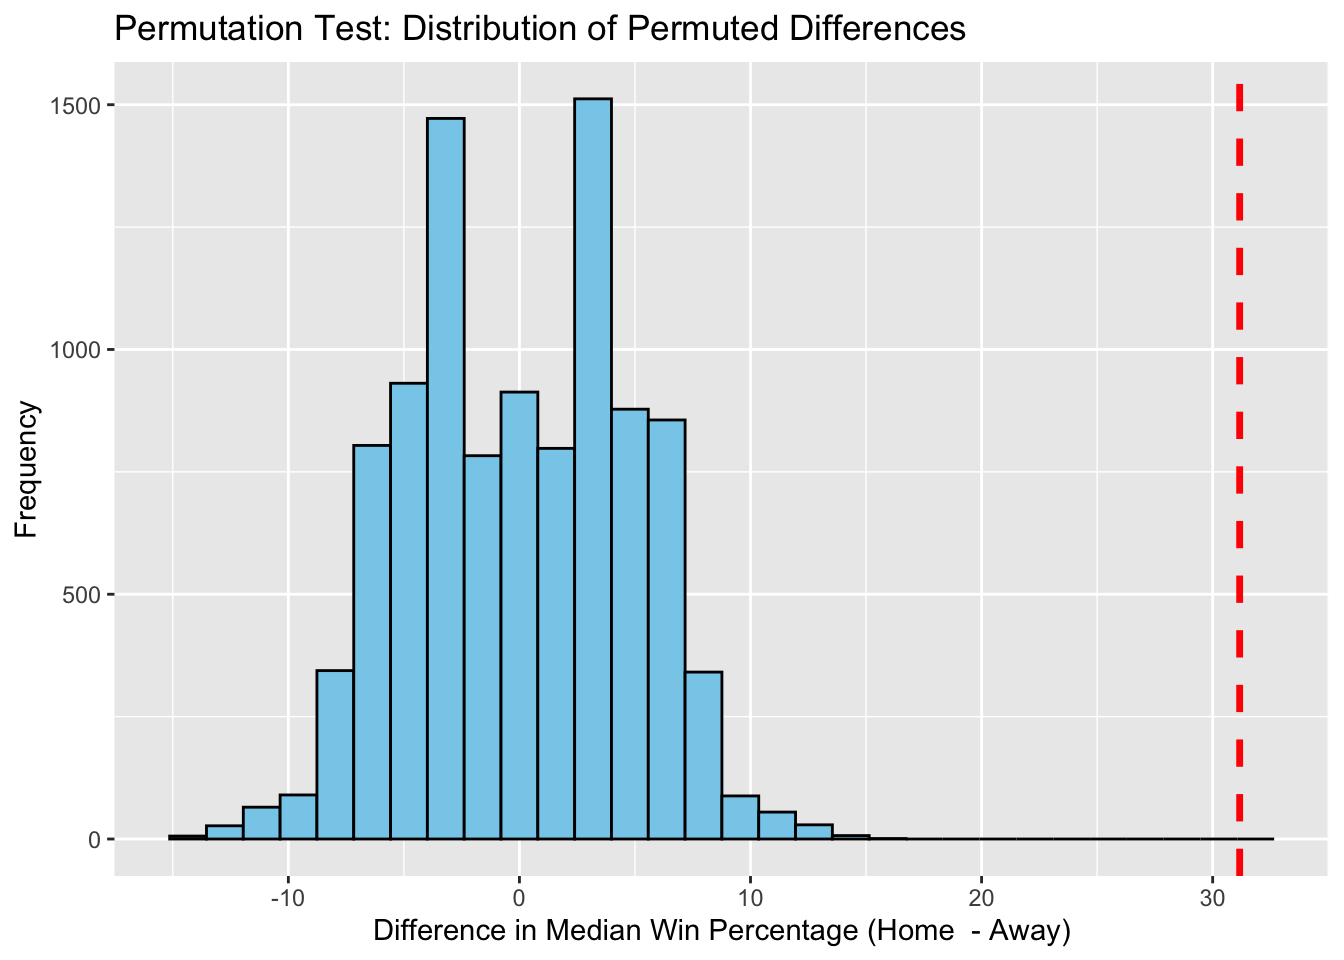 Permutation Test: Distribution of Permuted Differences
1500
1000
500
0
Frequency
-10 0 10 20 30
Difference in Median Win Percentage (Home  - Away)